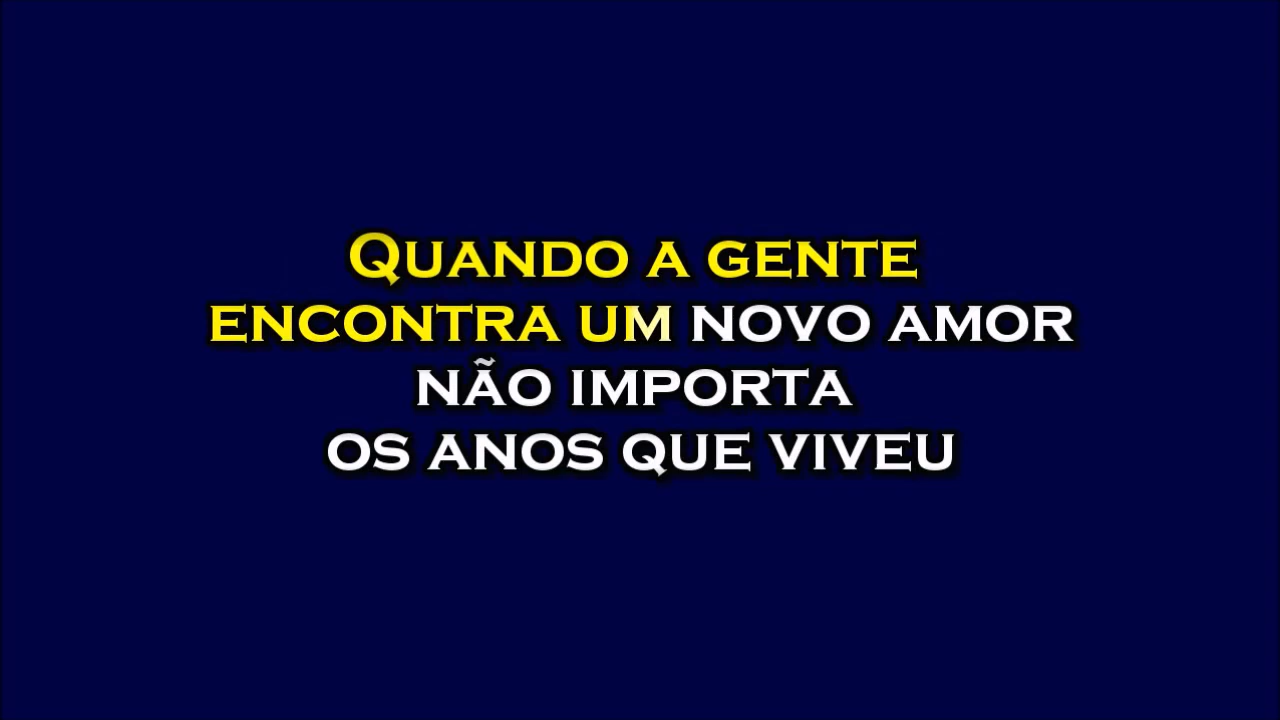 Quando a gente
encontra um novo amor
não importa
os anos que viveu